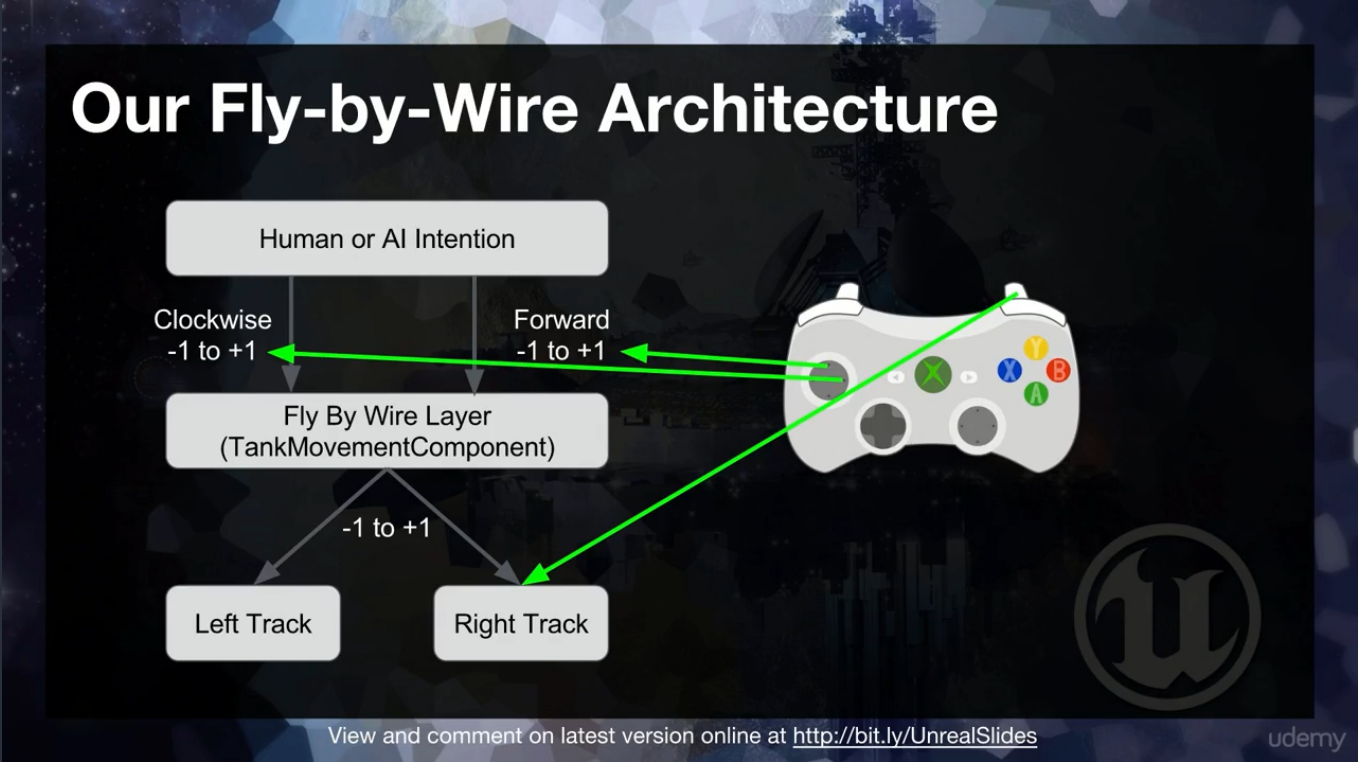 Our Fly-by-Wire Architecture
Human or AI Intention
Clockwise
-1 to +1
Forward
-1 to +1
Fly By Wire Layer
(TankMovementComponent)
-1 to +1
Left Track
Right Track
Y
X
B
A
View and comment on latest version online at http://bit.ly/UnrealSlides
udemy